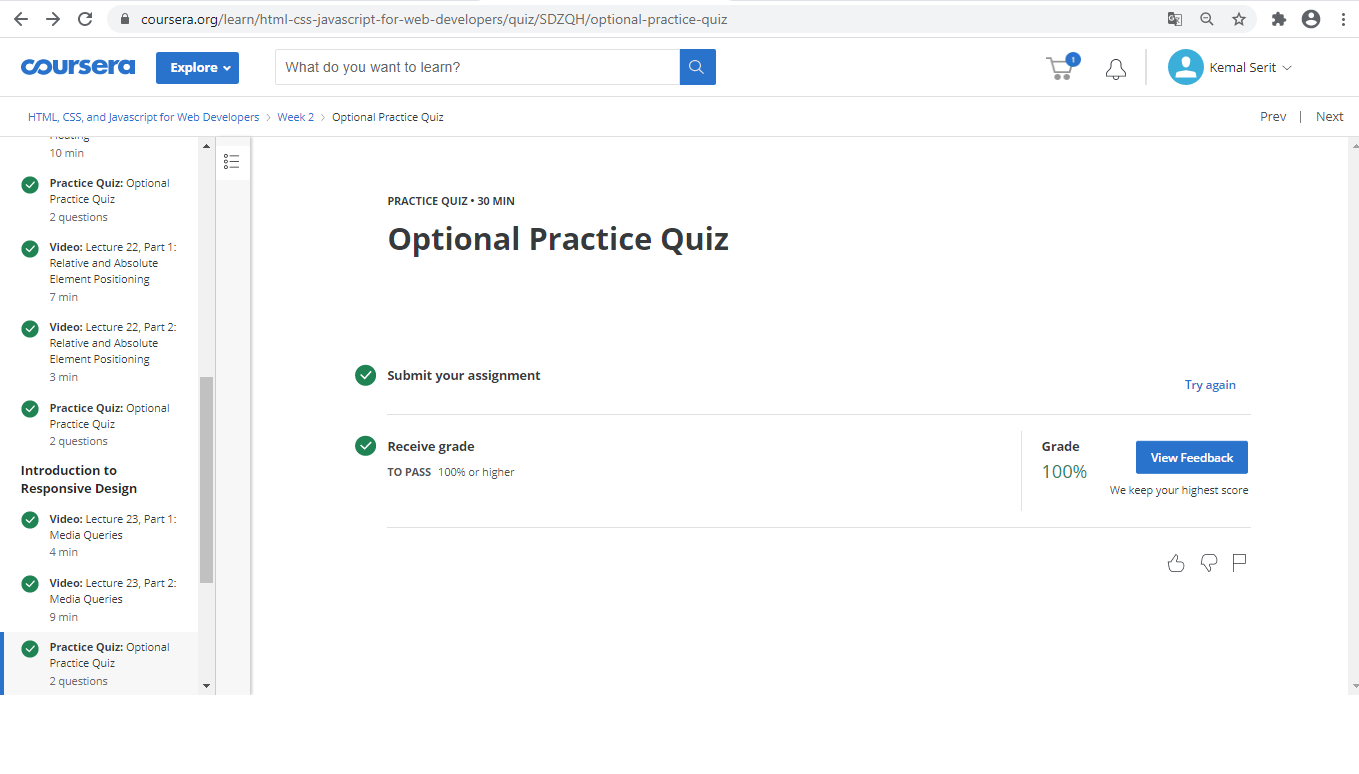 coursera.org/learn/html-css-javascript-for-web-developers/quiz/SDZQH/optional-practice-quiz
coursera
Explore
What do you want to learn?
1
Kemal Serit
HTML, CSS, and Javascript for Web Developers > Week 2 > Optional Practice Quiz
Prev | Next
Floating
10 min
Practice Quiz: Optional
Practice Quiz
2 questions
Video: Lecture 22, Part 1:
Relative and Absolute
Element Positioning
7 min
Video: Lecture 22, Part 2:
Relative and Absolute
Element Positioning
3 min
Practice Quiz: Optional
Practice Quiz
2 questions
Introduction to
Responsive Design
Video: Lecture 23, Part 1:
Media Queries
4 min
Video: Lecture 23, Part 2:
Media Queries
9 min
Practice Quiz: Optional
Practice Quiz
2 questions
PRACTICE QUIZ • 30 MIN
Optional Practice Quiz
Submit your assignment
Try again
Receive grade
TO PASS 100% or higher
Grade
100%
View Feedback
We keep your highest score